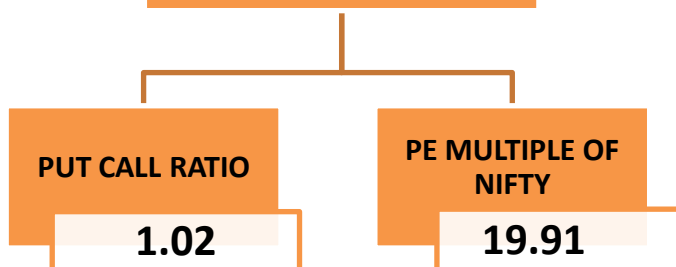 PUT CALL RATIO
1.02
PE MULTIPLE OF
NIFTY
19.91